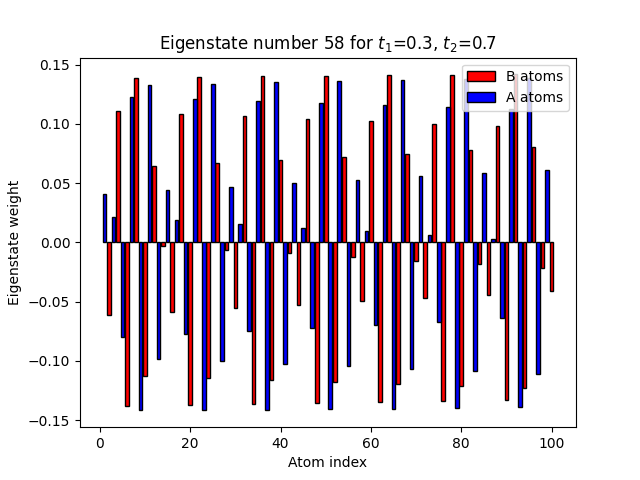 Eigenstate number 58 for t₁=0.3, t₂=0.7
B atoms
A atoms
Eigenstate weight
0.15
0.10
0.05
0.00
−0.05
−0.10
−0.15
0 20 40 60 80 100
Atom index